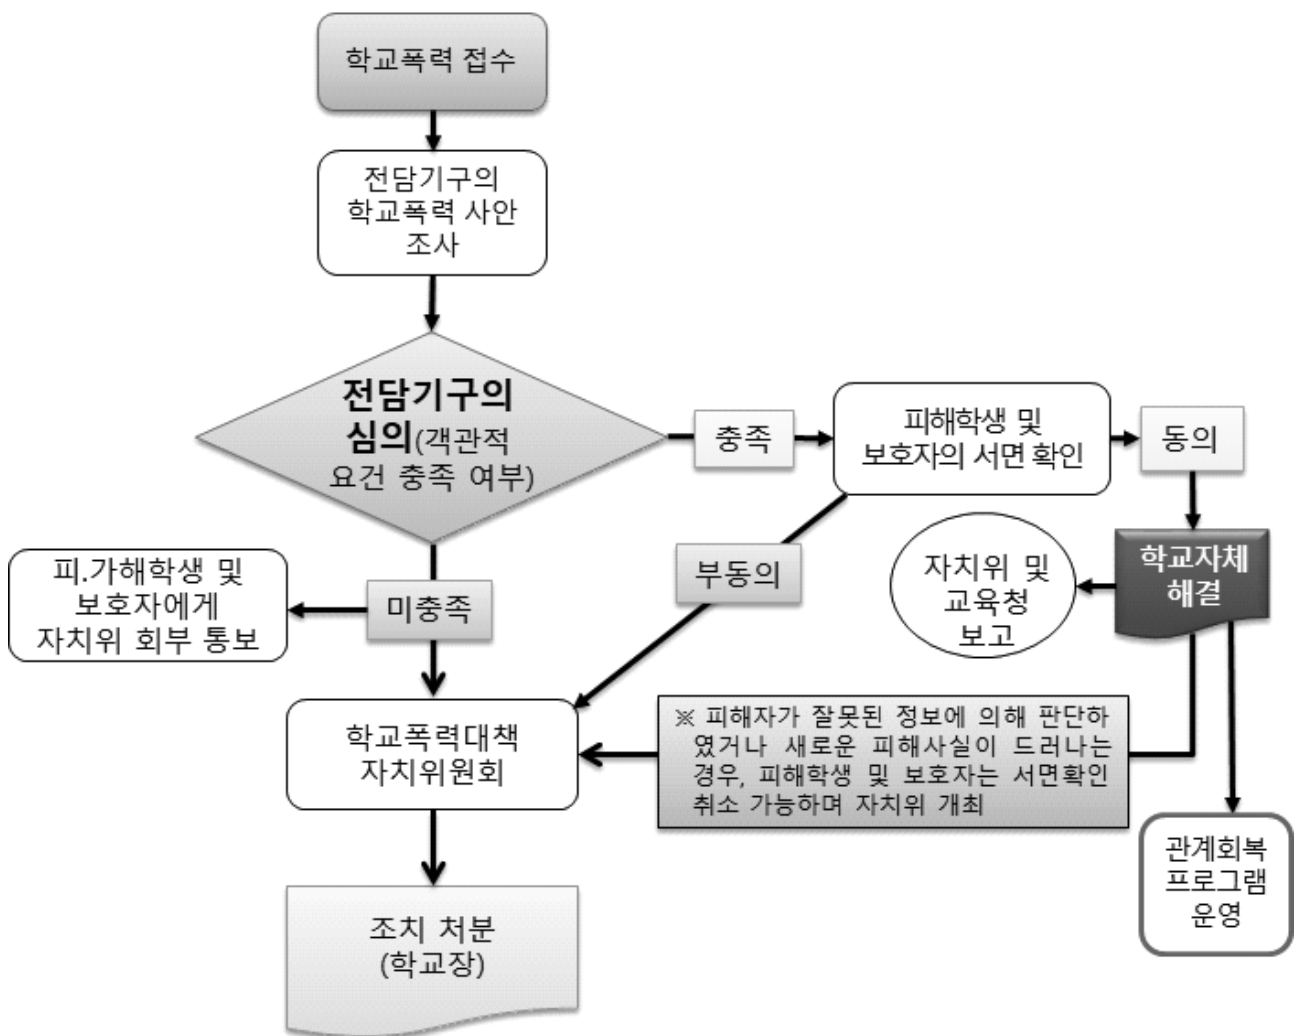 학교폭력 접수
전담기구의
학교폭력 사안
조사
전담기구의
심의(객관적
요건 충족 여부)
충족
피해학생 및
보호자의 서면 확인
동의
학교자체
해결
자치위 및
교육청
보고
부동의
미충족
피.가해학생 및
보호자에게
자치위 회부 통보
학교폭력대책
자치위원회
※ 피해자가 잘못된 정보에 의해 판단하
였거나 새로운 피해사실이 드러나는
경우, 피해학생 및 보호자는 서면확인
취소 가능하며 자치위 개최
관계회복
프로그램
운영
조치 처분
(학교장)